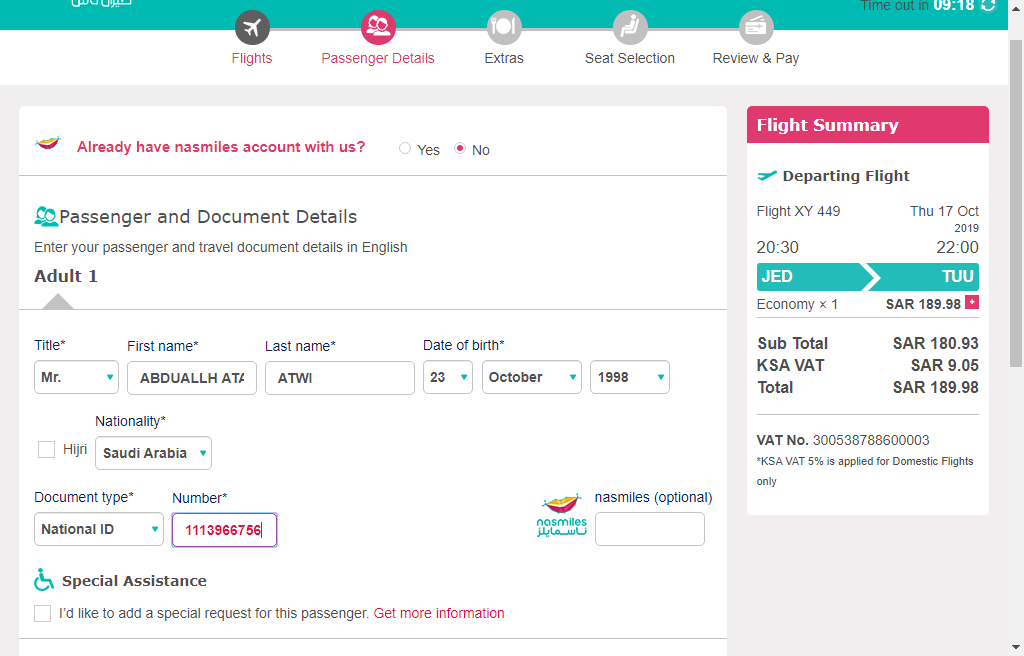 Time out in 09:18
Flights
Passenger Details
Extras
Seat Selection
Review & Pay
Already have nasmiles account with us?
Yes
No
Passenger and Document Details
Enter your passenger and travel document details in English
Adult 1
Title*
First name*
Last name*
Date of birth*
Mr.
ABDUALLH ATA
ATWI
23
October
1998
Nationality*
Hijri
Saudi Arabia
Document type*
Number*
nasmiles (optional)
National ID
1113966756
nasmiles
ناسمايلز
Special Assistance
I'd like to add a special request for this passenger. Get more information
Flight Summary
Departing Flight
Flight XY 449
Thu 17 Oct
2019
20:30
22:00
JED
TUU
Economy × 1
SAR 189.98 +
Sub Total
SAR 180.93
KSA VAT
SAR 9.05
Total
SAR 189.98
VAT No. 300538788600003
*KSA VAT 5% is applied for Domestic Flights
only